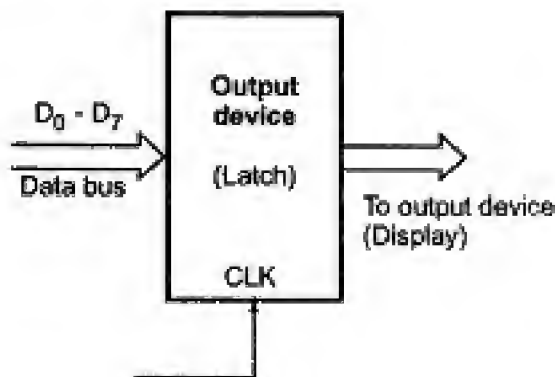 D₀ - D₇
Data bus
Output
device
(Latch)
CLK
To output device
(Display)